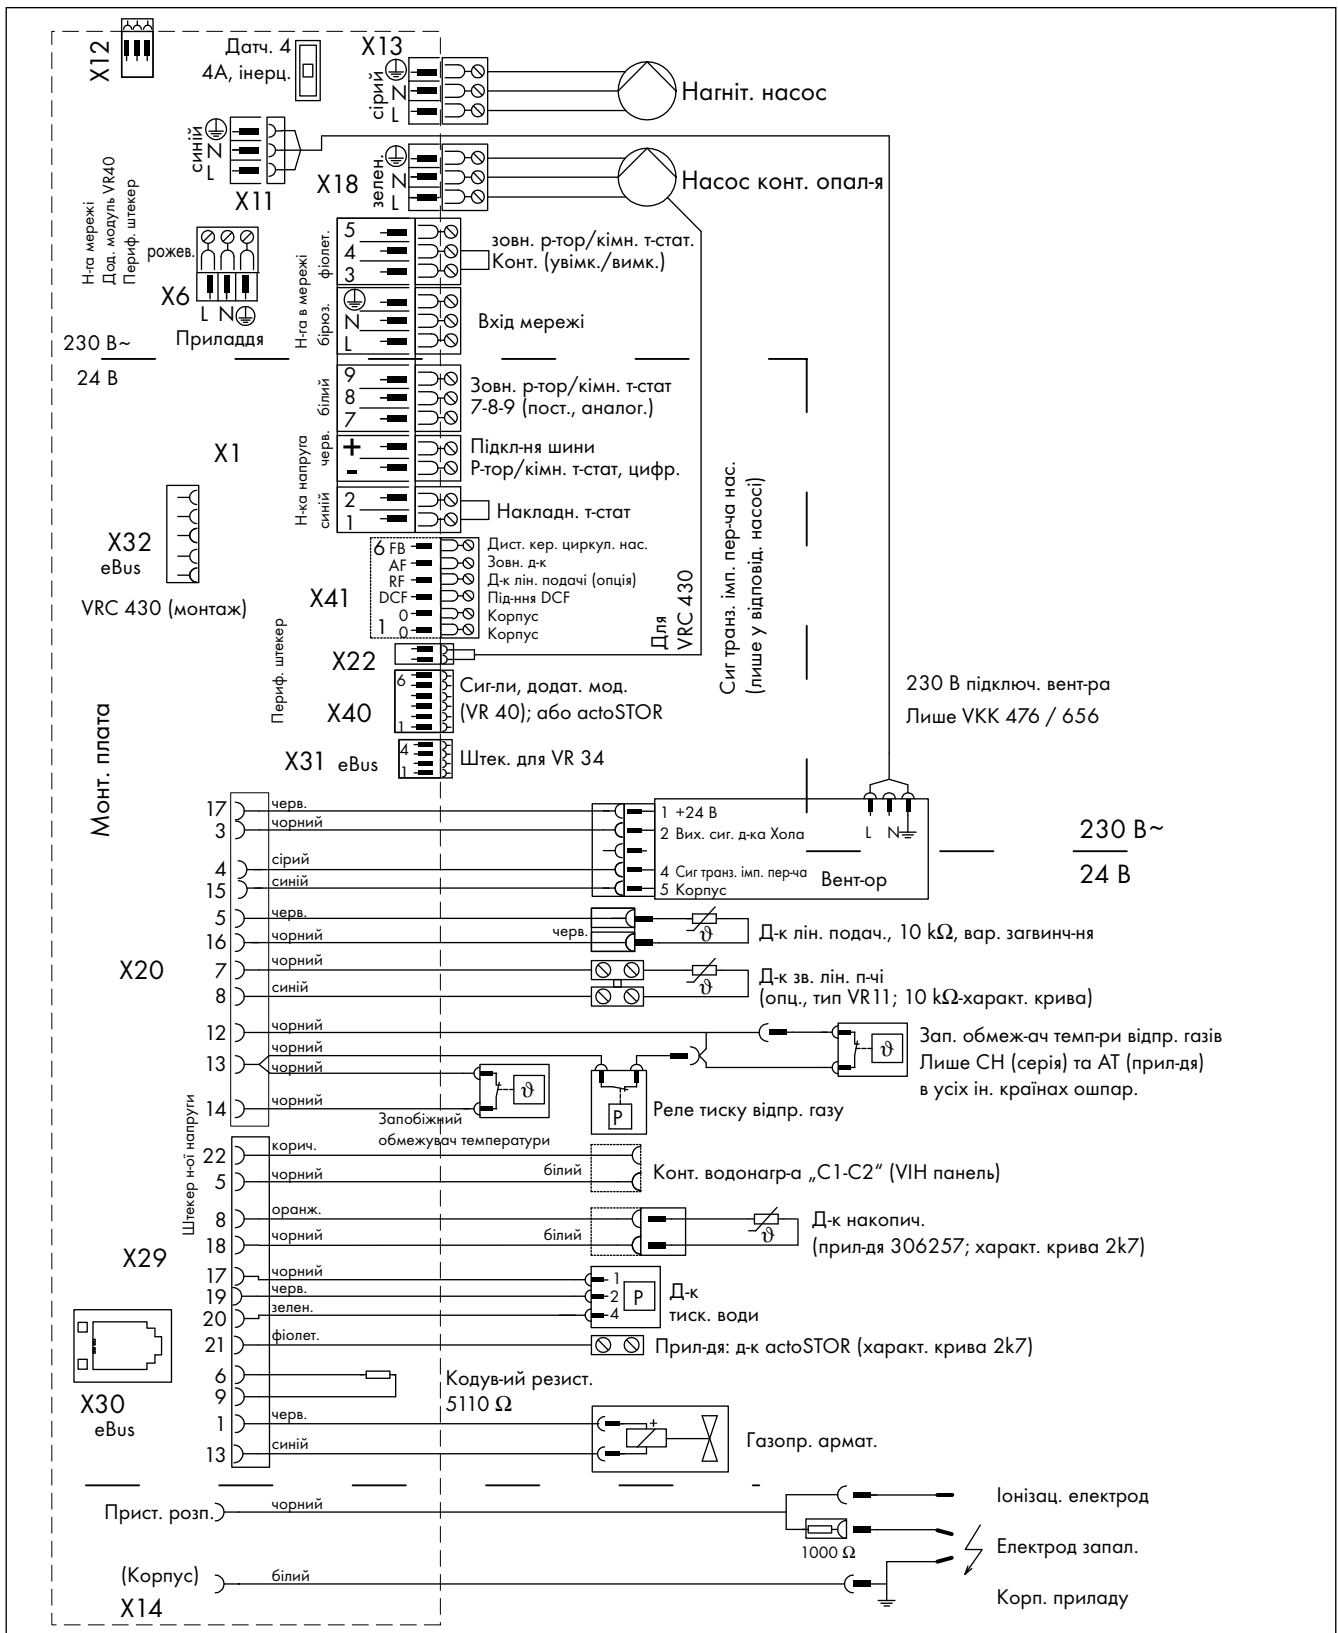 X12
Датч. 4
4А, інерц.
X13
сірий
N
L
Нагніт. насос
синій
N
L
X11
X18
зелен.
N
L
Насос конт. опал-я
Н-га мережі
Дод. модуль VR40
Периф. штекер
рожев.
X6
L N
Приладдя
Н-га в мережі
фіолет.
5
4
3
зовн. р-тор/кімн. т-стат.
Конт. (увімк./вимк.)
бірюз.
N
L
Вхід мережі
230 В~
24 В
X1
білий
9
8
7
Зовн. р-тор/кімн. т-стат
7-8-9 (пост., аналог.)
Н-ка напруга
черв.
+
-
Підкл-ня шини
Р-тор/кімн. т-стат, цифр.
синій
2
1
Накладн. т-стат
X32
eBus
VRC 430 (монтаж)
X41
6 FB
AF
RF
DCF
0
1 0
Дист. кер. циркул. нас.
Зовн. д-к
Д-к лін. подачі (опція)
Під-ння DCF
Корпус
Корпус
Для
VRC 430
Сиг транз. імп. пер-ча нас.
(лише у відповід. насосі)
Периф. штекер
X22
X40
6
1
Сиг-ли, додат. мод.
(VR 40); або actoSTOR
X31 eBus
4
1
Штек. для VR 34
230 В підключ. вент-ра
Лише VKK 476 / 656
Монт. плата
17 черв.
3 чорний
4 сірий
15 синій
1 +24 В
2 Вих. сиг. д-ка Хола
4 Сиг транз. імп. пер-ча
5 Корпус
L N
Вент-ор
230 В~
24 В
X20
5 черв.
16 чорний
черв.
ϑ
Д-к лін. подач., 10 kΩ, вар. загвинч-ня
7 чорний
8 синій
ϑ
Д-к зв. лін. п-чі
(опц., тип VR11; 10 kΩ-характ. крива)
12 чорний
13 чорний
чорний
14 чорний
ϑ
Запобіжний
обмежувач температури
P
Реле тиску відпр. газу
ϑ
Зап. обмеж-ач темп-ри відпр. газів
Лише CH (серія) та AT (прил-дя)
в усіх ін. країнах ошпар.
Штекер н-ої напруги
X29
22 корич.
5 чорний
білий
Конт. водонагр-а „C1-C2“ (VIH панель)
8 оранж.
18 чорний
білий
ϑ
Д-к накопич.
(прил-дя 306257; характ. крива 2k7)
17 чорний
19 черв.
20 зелен.
1
2
4
P
Д-к
тиск. води
21 фіолет.
Прил-дя: д-к actoSTOR (характ. крива 2k7)
X30
eBus
6
9
Кодув-ий резист.
5110 Ω
1 черв.
13 синій
+
Газопр. армат.
Прист. розп.
чорний
1000 Ω
Іонізац. електрод
Електрод запал.
(Корпус)
X14
білий
Корп. приладу